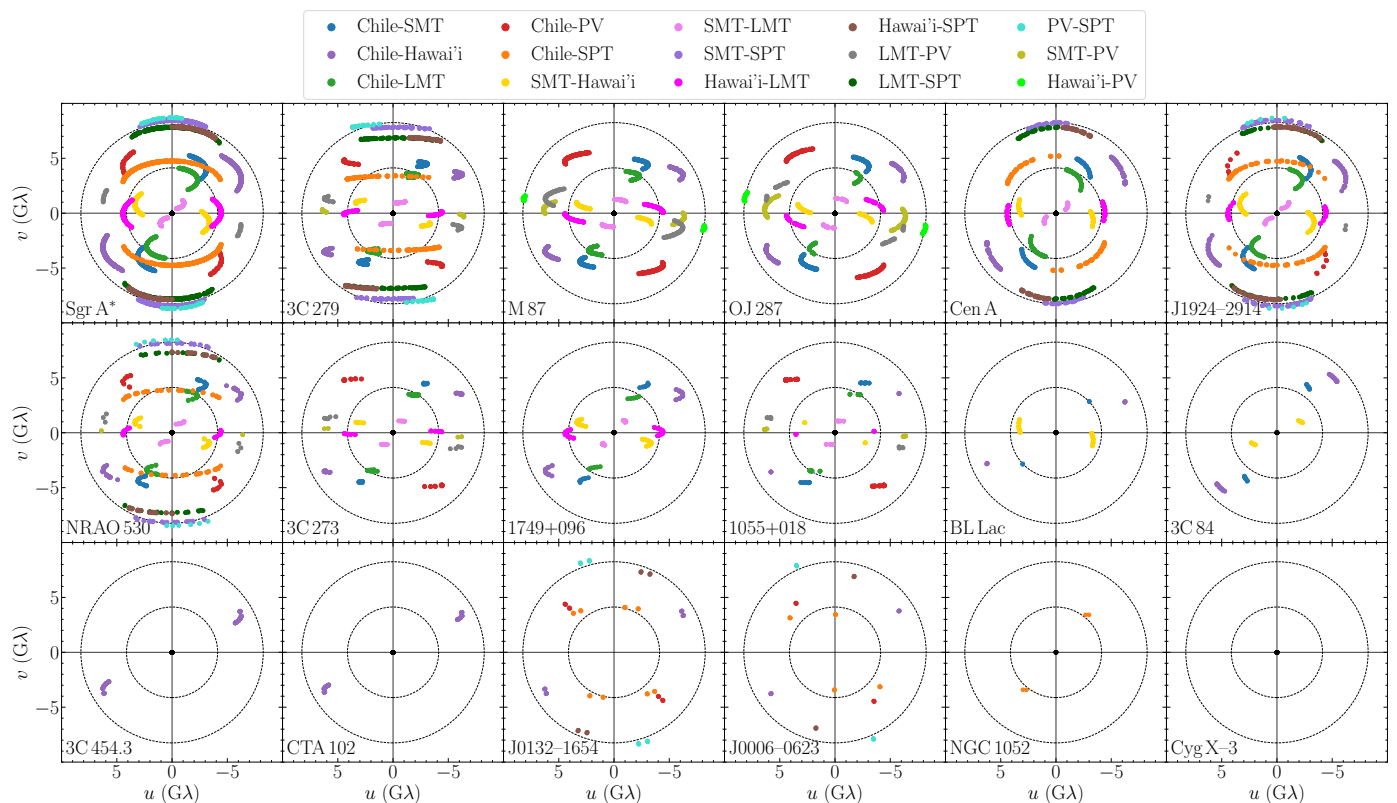 Chile-SMT Chile-PV SMT-LMT Hawai'i-SPT PV-SPT
Chile-Hawai'i Chile-SPT SMT-SPT LMT-PV SMT-PV
Chile-LMT SMT-Hawai'i Hawai'i-LMT LMT-SPT Hawai'i-PV
5
0
−5
v (Gλ)
Sgr A* 3C 279 M 87 OJ 287 Cen A J1924–2914
5
0
−5
v (Gλ)
NRAO 530 3C 273 1749+096 1055+018 BL Lac 3C 84
5
0
−5
v (Gλ)
3C 454.3 CTA 102 J0132–1654 J0006–0623 NGC 1052 Cyg X–3
5 0 −5 5 0 −5 5 0 −5 5 0 −5 5 0 −5 5 0 −5
u (Gλ) u (Gλ) u (Gλ) u (Gλ) u (Gλ) u (Gλ)